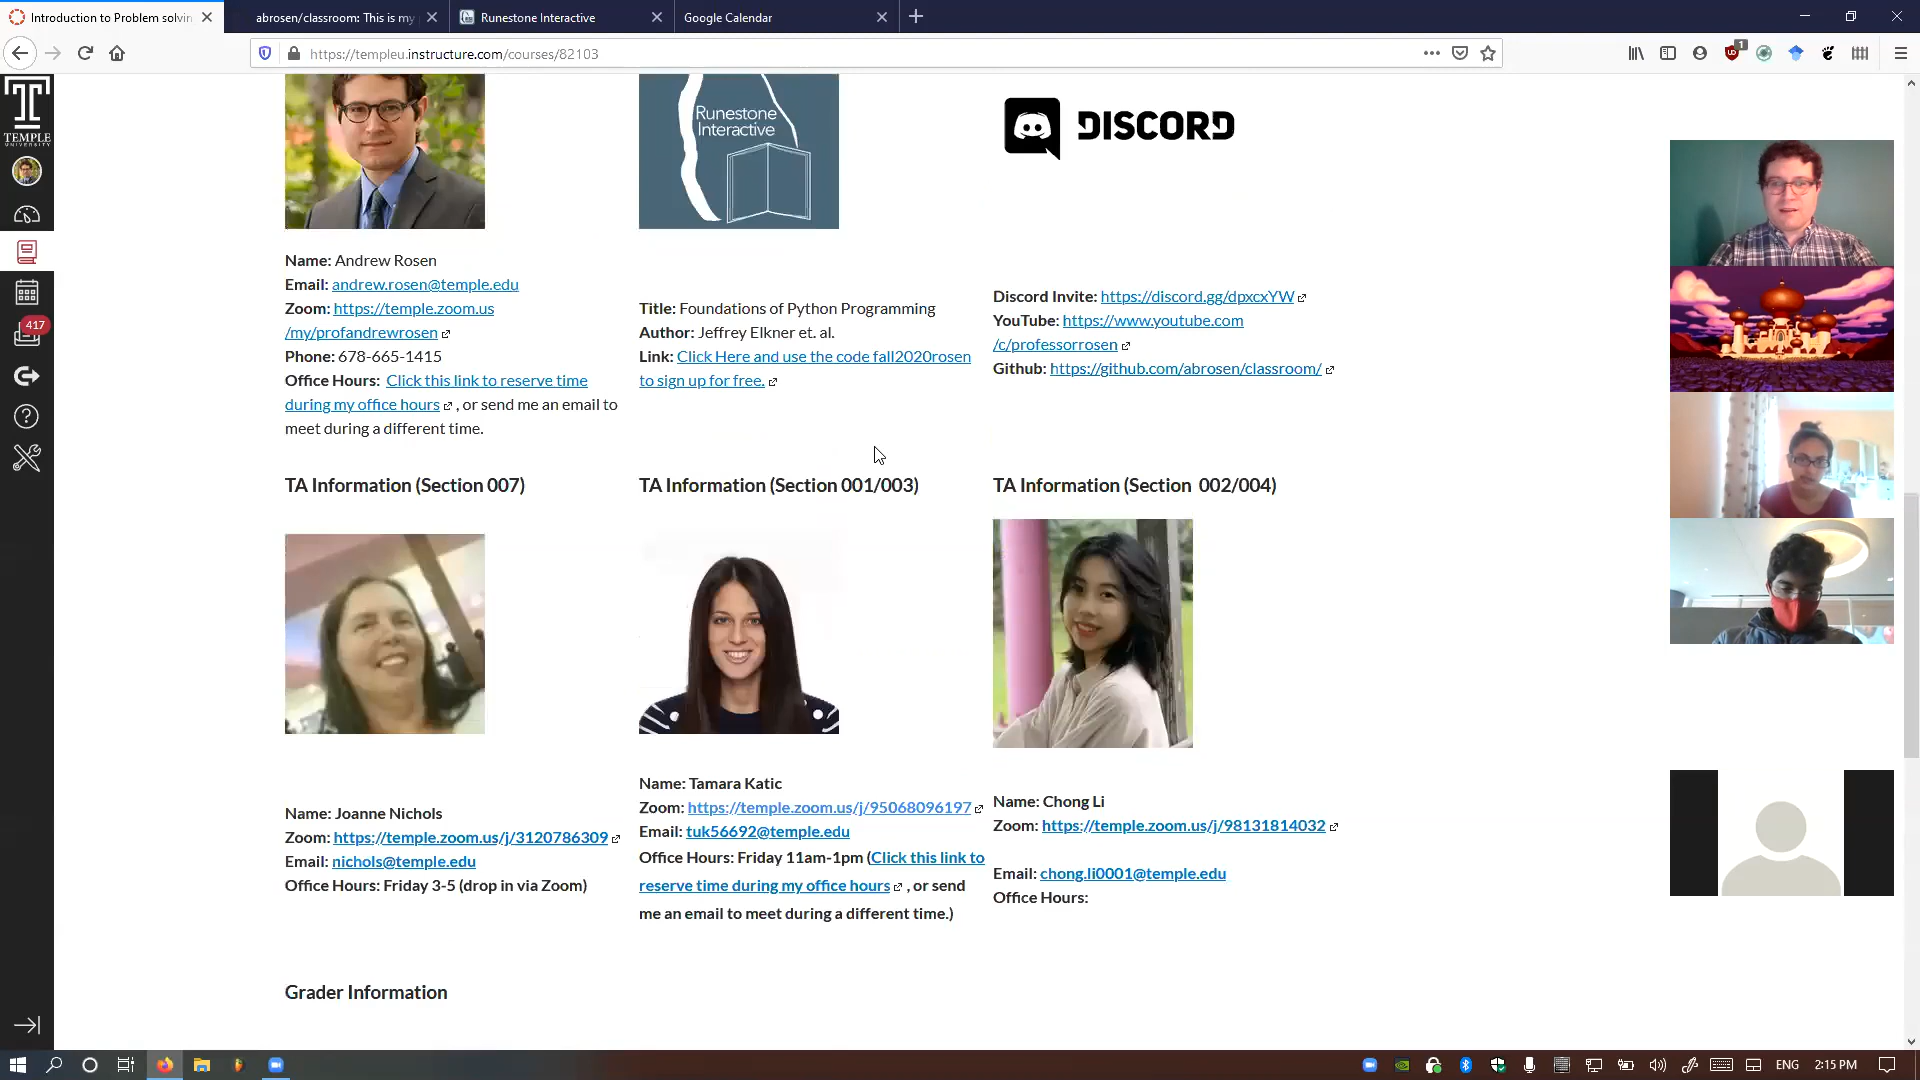 Introduction to Problem solvin
abrosen/classroom: This is my
Runestone Interactive
Google Calendar
https://templeu.instructure.com/courses/82103
1
TEMPLE
UNIVERSITY
417
Runestone
Interactive
DISCORD
Name: Andrew Rosen
Email: andrew.rosen@temple.edu
Zoom: https://temple.zoom.us
/my/profandrewrosen
Phone: 678-665-1415
Office Hours: Click this link to reserve time
during my office hours , or send me an email to
meet during a different time.
Title: Foundations of Python Programming
Author: Jeffrey Elkner et. al.
Link: Click Here and use the code fall2020rosen
to sign up for free.
Discord Invite: https://discord.gg/dpxcxYW
YouTube: https://www.youtube.com
/c/professorrosen
Github: https://github.com/abrosen/classroom/
TA Information (Section 007)
TA Information (Section 001/003)
TA Information (Section 002/004)
Name: Joanne Nichols
Zoom: https://temple.zoom.us/j/3120786309
Email: nichols@temple.edu
Office Hours: Friday 3-5 (drop in via Zoom)
Name: Tamara Katic
Zoom: https://temple.zoom.us/j/95068096197
Email: tuk56692@temple.edu
Office Hours: Friday 11am-1pm (Click this link to
reserve time during my office hours , or send
me an email to meet during a different time.)
Name: Chong Li
Zoom: https://temple.zoom.us/j/98131814032
Email: chong.li0001@temple.edu
Office Hours:
Grader Information
ENG
2:15 PM